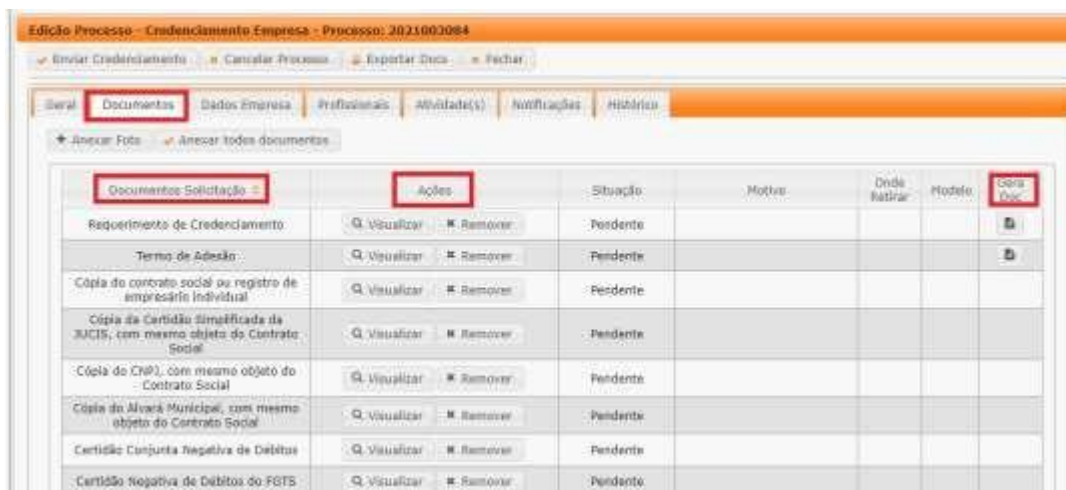 Edição Processo - Credenciamento Empresa - Processo: 2021003084
Enviar Credenciamento Cancelar Processo Exportar Docs Fechar
Geral Documentos Dados Empresa Profissionais Atividade(s) Notificações Histórico
Anexar Foto Anexar todos documentos
Documentos Solicitação Ações Situação Motivo Onde Retirar Modelo Gera Doc
Requerimento de Credenciamento Visualizar Remover Pendente
Termo de Adesão Visualizar Remover Pendente
Cópia do contrato social ou registro de
empresário individual Visualizar Remover Pendente
Cópia da Certidão Simplificada da
JUCIS, com mesmo objeto do Contrato
Social Visualizar Remover Pendente
Cópia do CNPJ, com mesmo objeto do
Contrato Social Visualizar Remover Pendente
Cópia do Alvará Municipal, com mesmo
objeto do Contrato Social Visualizar Remover Pendente
Certidão Conjunta Negativa de Débitos Visualizar Remover Pendente
Certidão Negativa de Débitos do FGTS Visualizar Remover Pendente